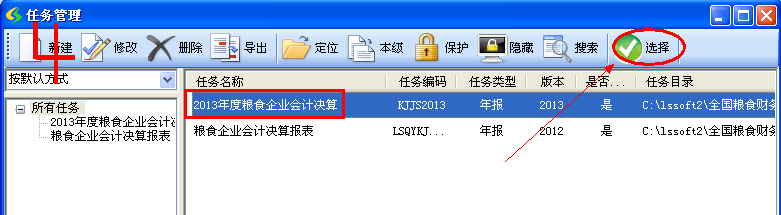 任务管理
新建 修改 删除 导出 定位 本级 保护 隐藏 搜索 选择
按默认方式
任务名称 任务编码 任务类型 版本 是否... 任务目录
所有任务
2013年度粮食企业会计
粮食企业会计决算报表
2013年度粮食企业会计决算 KJJS2013 年报 2013 是 C:\lssoft2\全国粮食财务
粮食企业会计决算报表 LSQYKJ... 年报 2012 是 C:\lssoft2\全国粮食财务